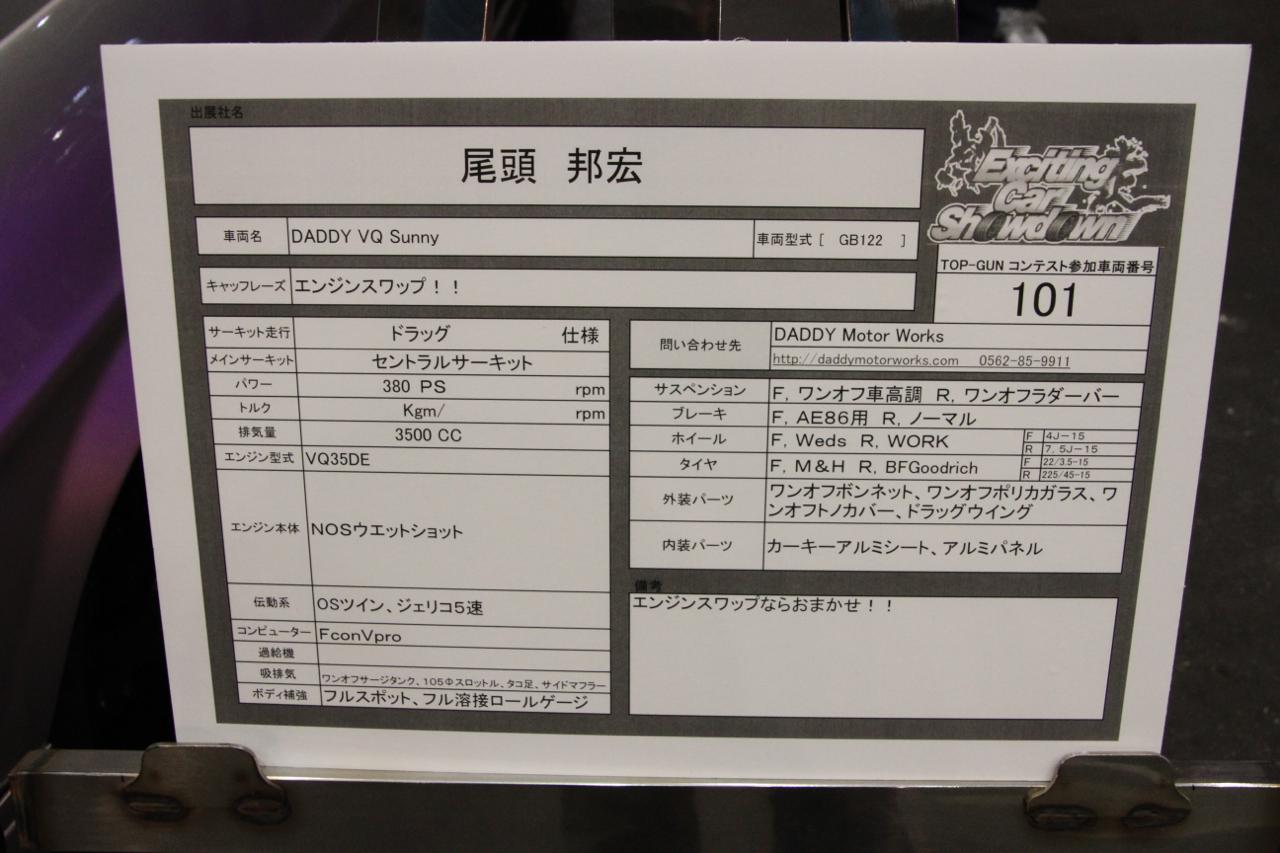 出展社名
尾頭 邦宏
Exciting
Car
Showdown
車両名 DADDY VQ Sunny 車両型式 [ GB122 ]
キャッフレーズ エンジンスワップ！！
TOP-GUN コンテスト参加車両番号
101
サーキット走行 ドラッグ 仕様
メインサーキット セントラルサーキット
パワー 380 PS rpm
トルク Kgm/ rpm
排気量 3500 CC
エンジン型式 VQ35DE
エンジン本体 NOSウエットショット
伝動系 OSツイン、ジェリコ5速
コンピューター FconVpro
過給機
吸排気 ワンオフサージタンク、105Φスロットル、タコ足、サイドマフラー
ボディ補強 フルスポット、フル溶接ロールゲージ
問い合わせ先 DADDY Motor Works
http://daddymotorworks.com 0562-85-9911
サスペンション F, ワンオフ車高調 R, ワンオフラダーバー
ブレーキ F, AE86用 R, ノーマル
ホイール F, Weds R, WORK F 4J-15
R 7, 5J-15
タイヤ F, M&H R, BFGoodrich F 22/3.5-15
R 225/45-15
外装パーツ ワンオフボンネット、ワンオフポリカガラス、ワ
ンオフトノカバー、ドラッグウイング
内装パーツ カーキーアルミシート、アルミパネル
備考
エンジンスワップならおまかせ！！